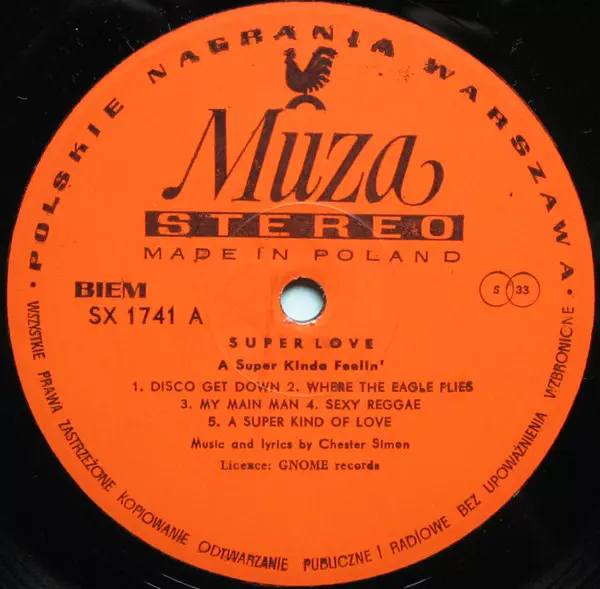 • POLSKIE NAGRANIA WARSZAWA •
Muza
STEREO
MADE IN POLAND
BIEM
SX 1741 A
S 33
SUPER LOVE
A Super Kinda Feelin'
1. DISCO GET DOWN 2. WHERE THE EAGLE FLIES
3. MY MAIN MAN 4. SEXY REGGAE
5. A SUPER KIND OF LOVE
Music and lyrics by Chester Simon
Licence: GNOME records
WSZYSTKIE PRAWA ZASTRZEŻONE KOPIOWANIE ODTWARZANIE PUBLICZNE I RADIOWE BEZ UPOWAŻNIENIA WZBRONIONE